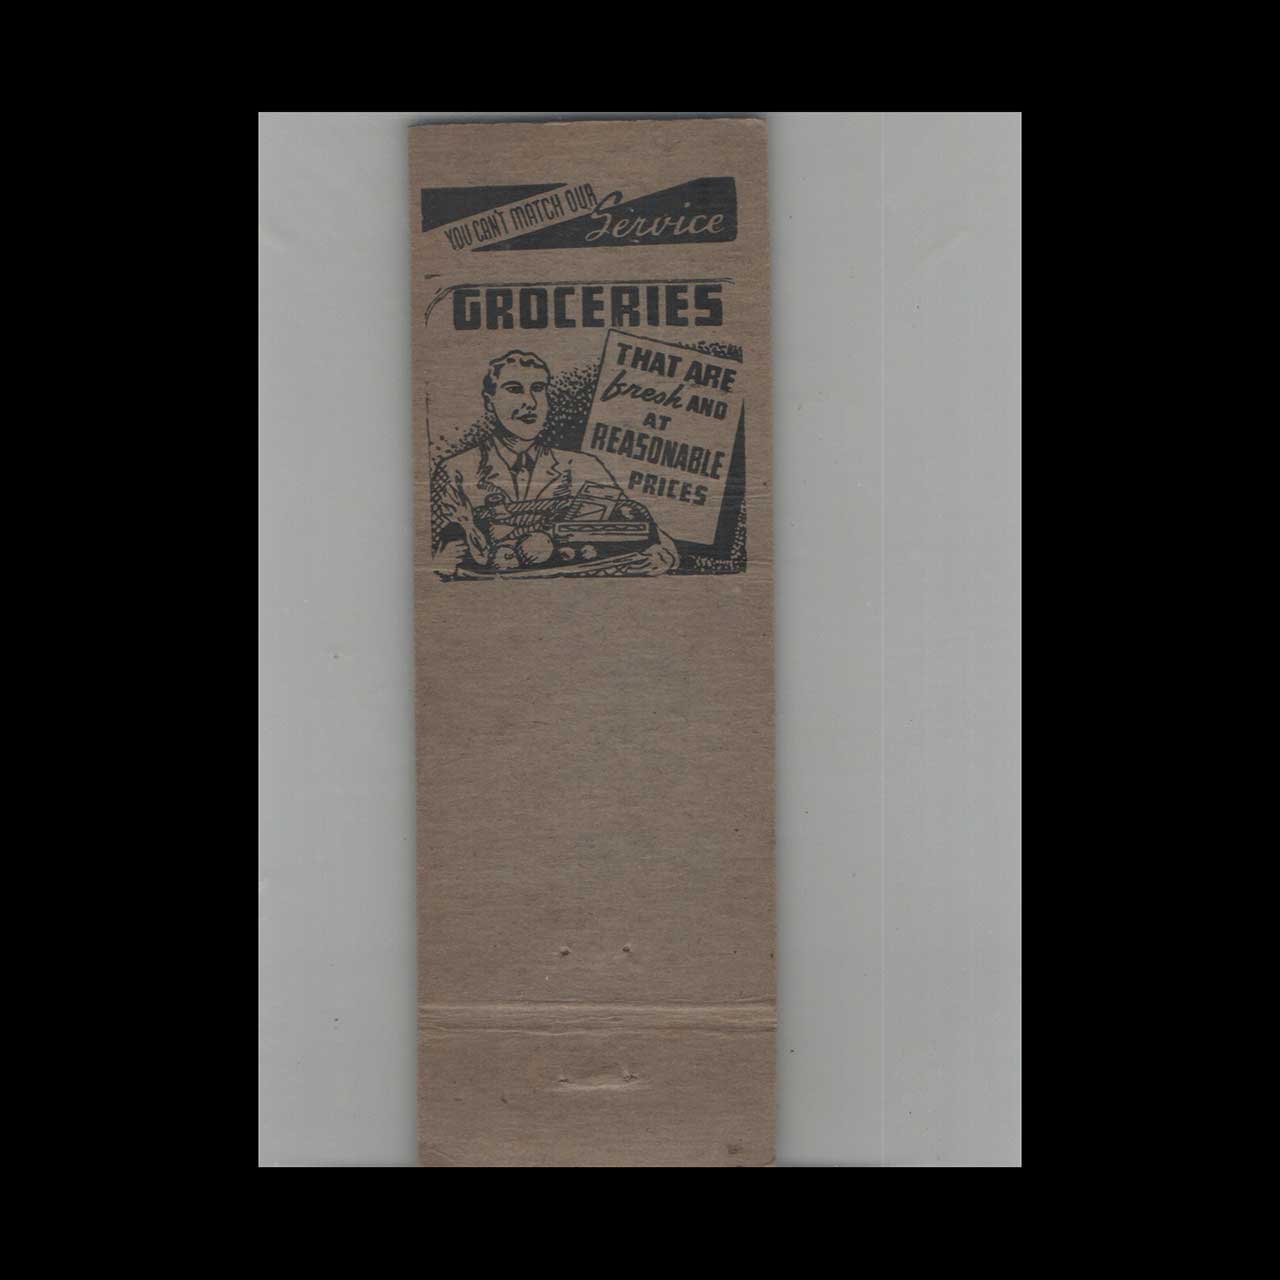 YOU CAN'T MATCH OUR Service
GROCERIES
THAT ARE
fresh AND
AT
REASONABLE
PRICES